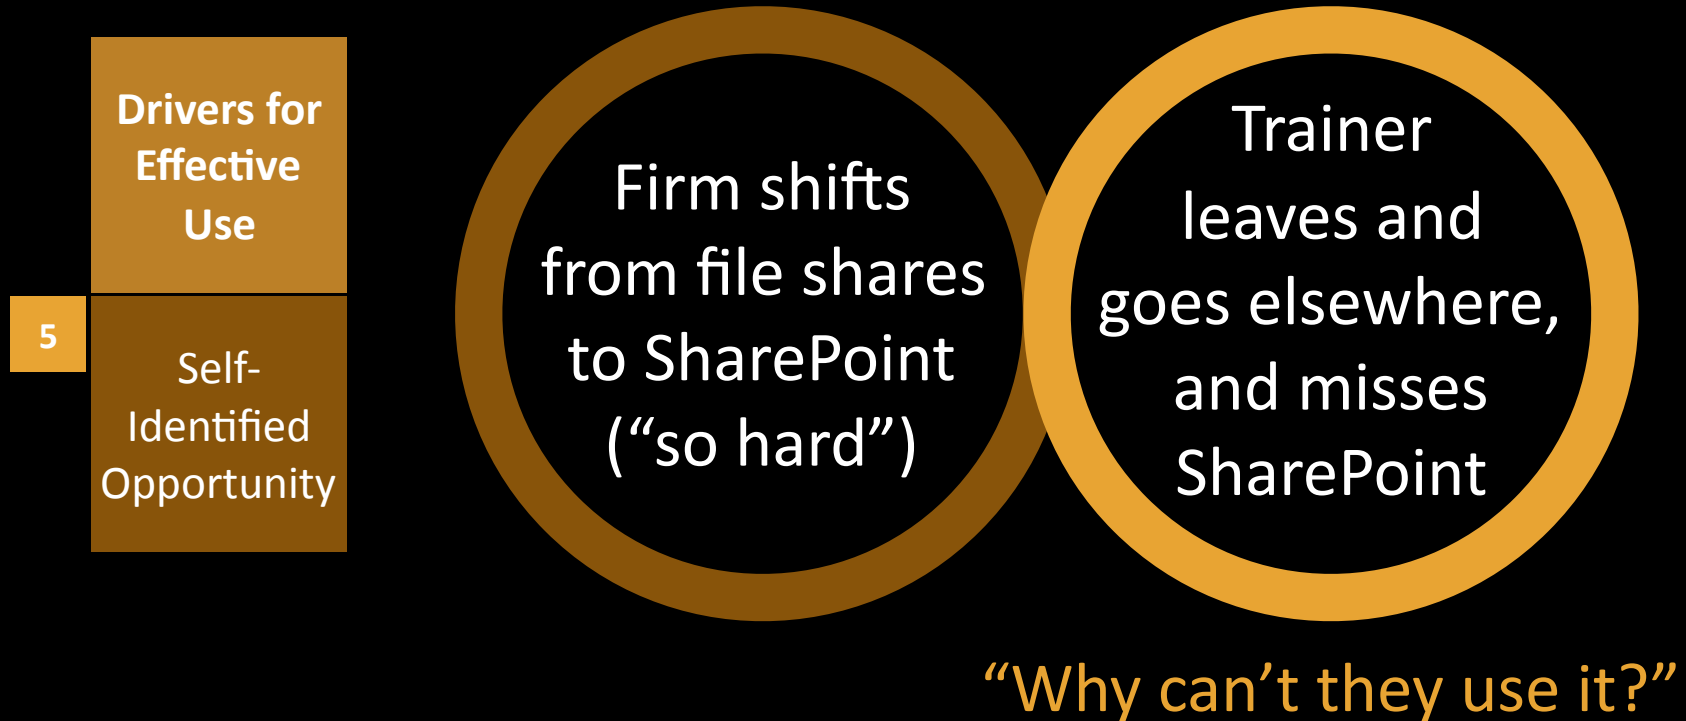 Drivers for
Effective
Use
5
Self-
Identified
Opportunity
Firm shifts
from file shares
to SharePoint
(“so hard”)
Trainer
leaves and
goes elsewhere,
and misses
SharePoint
“Why can’t they use it?”